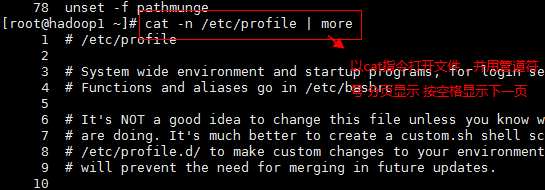 78 unset -f pathmunge
[root@hadoop1 ~]# cat -n /etc/profile | more
1 # /etc/profile
2
3 # System wide environment and startup programs, for login se
4 # Functions and aliases go in /etc/bashrc
5
6 # It's NOT a good idea to change this file unless you know w
7 # are doing. It's much better to create a custom.sh shell sc
8 # /etc/profile.d/ to make custom changes to your environment
9 # will prevent the need for merging in future updates.
10
以cat指令打开文件，并用管道符
号 分页显示 按空格显示下一页